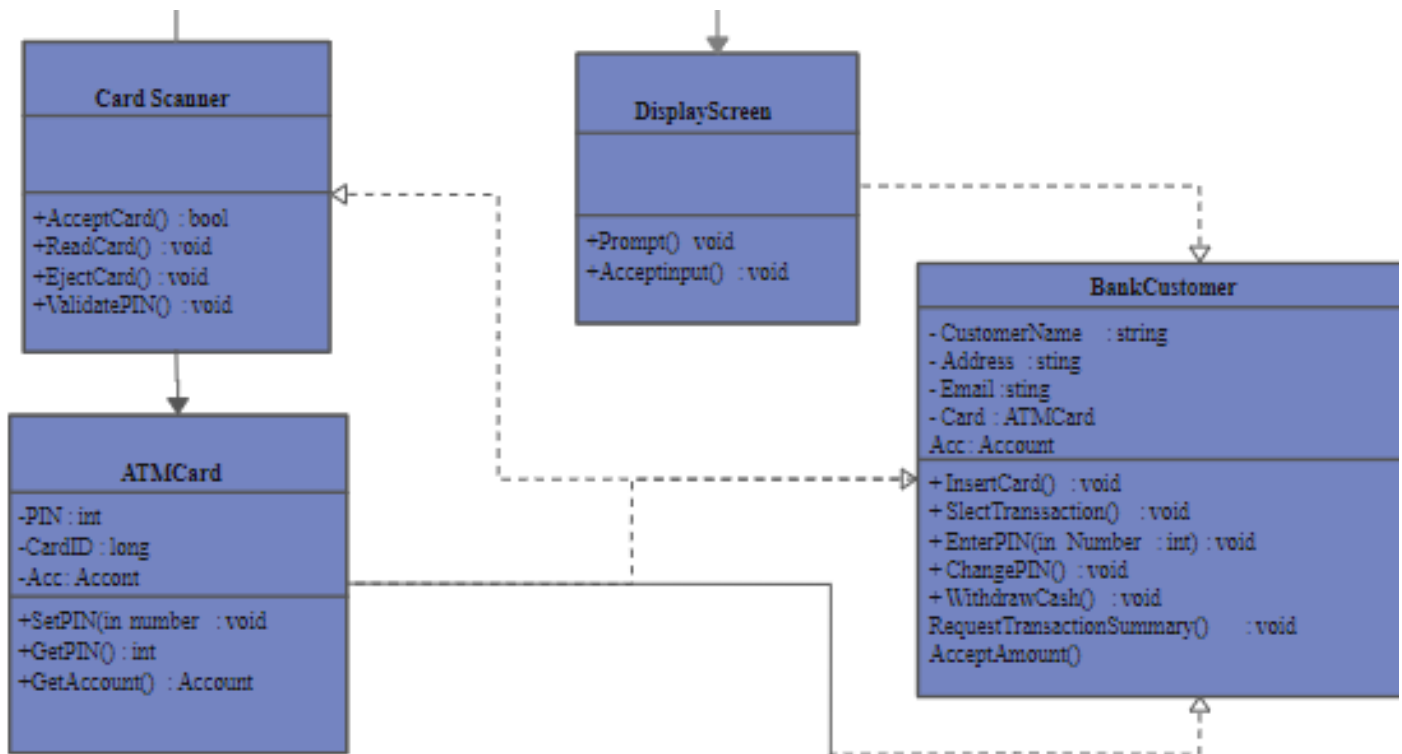 Card Scanner
+AcceptCard() : bool
+ReadCard() : void
+EjectCard() : void
+ValidatePIN() : void
DisplayScreen
+Prompt() void
+Acceptinput() : void
BankCustomer
- CustomerName : string
- Address : sting
- Email :sting
- Card : ATMCard
Acc : Account
+ InsertCard() : void
+ SlectTranssaction() : void
+ EnterPIN(in Number : int) : void
+ ChangePIN() : void
+ WithdrawCash() : void
RequestTransactionSummary() : void
AcceptAmount()
ATMCard
-PIN : int
-CardID : long
-Acc : Accont
+SetPIN(in number : void
+GetPIN() : int
+GetAccount() : Account